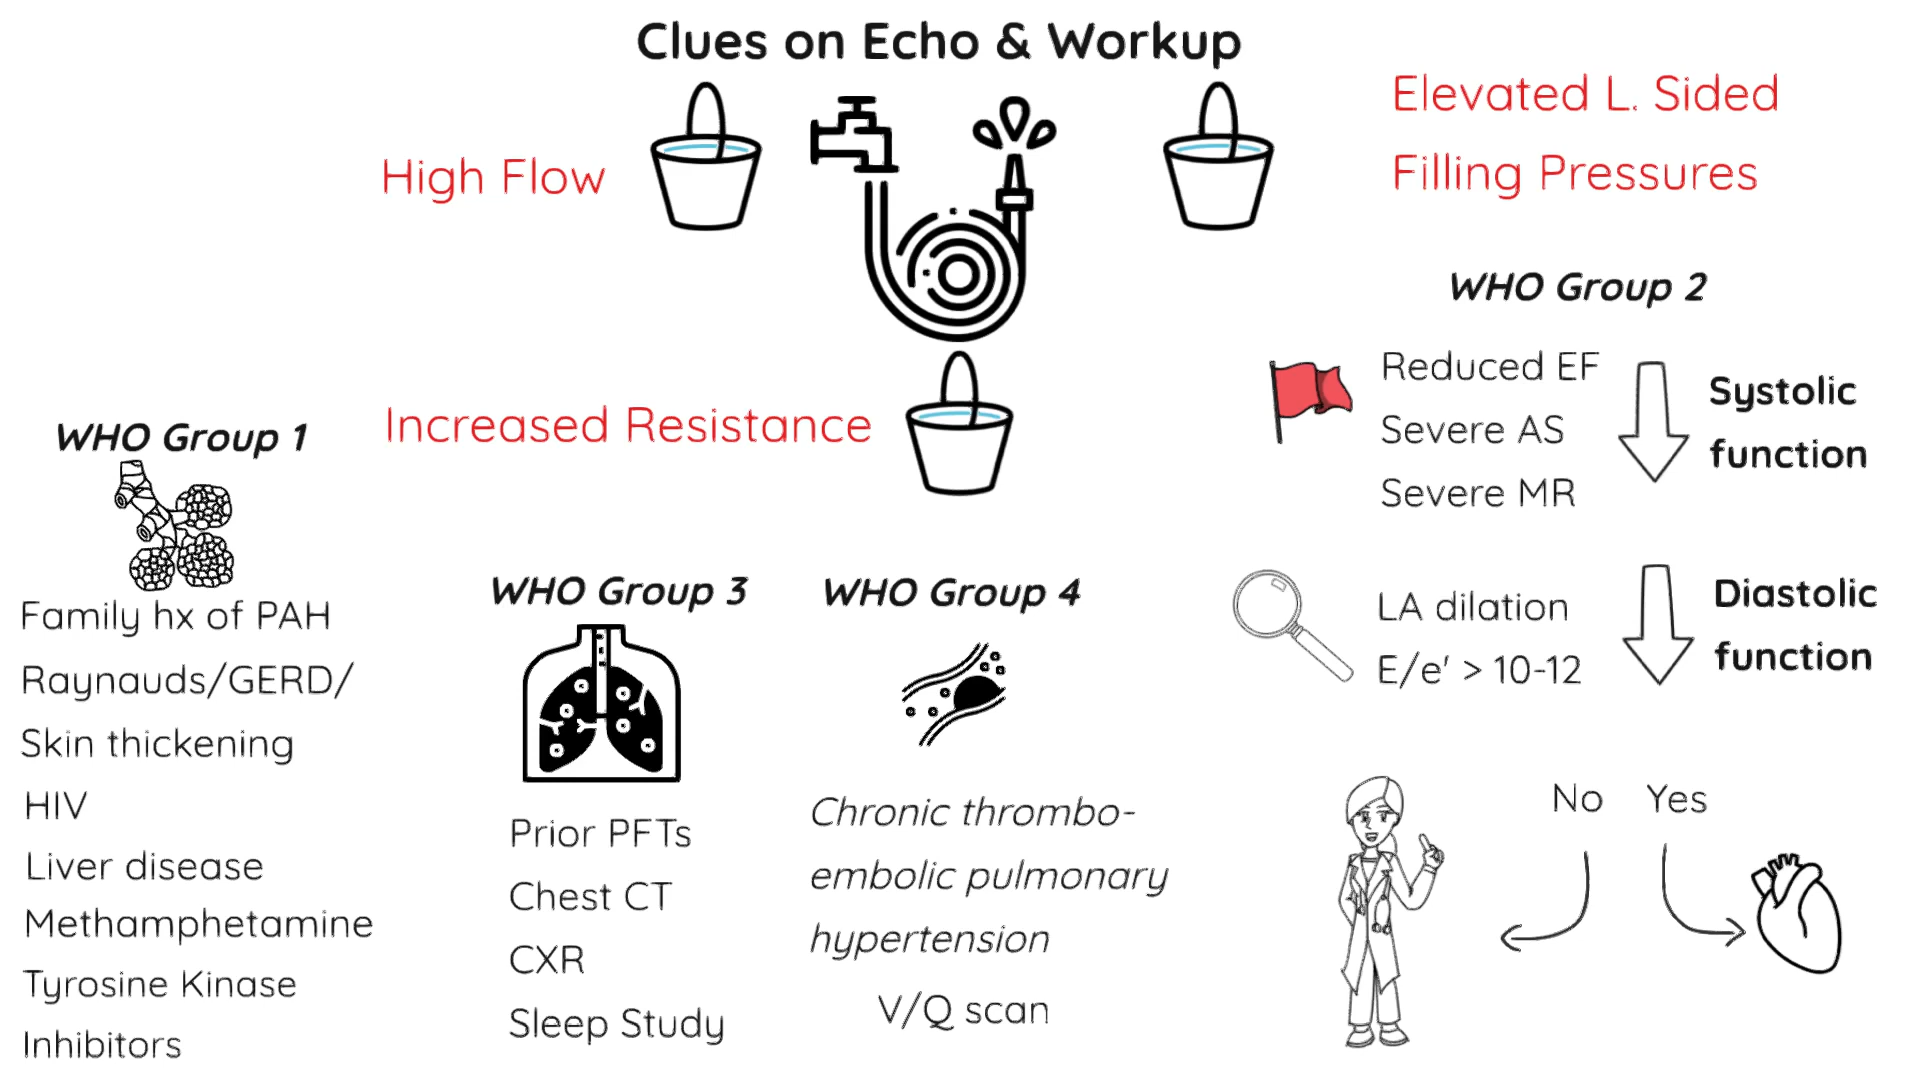 Clues on Echo & Workup
High Flow
Elevated L. Sided
Filling Pressures
Increased Resistance
WHO Group 1
Family hx of PAH
Raynauds/GERD/
Skin thickening
HIV
Liver disease
Methamphetamine
Tyrosine Kinase
Inhibitors
WHO Group 3
Prior PFTs
Chest CT
CXR
Sleep Study
WHO Group 4
Chronic thrombo-
embolic pulmonary
hypertension
V/Q scan
WHO Group 2
Reduced EF
Severe AS
Severe MR
Systolic
function
LA dilation
E/e' > 10-12
Diastolic
function
No Yes